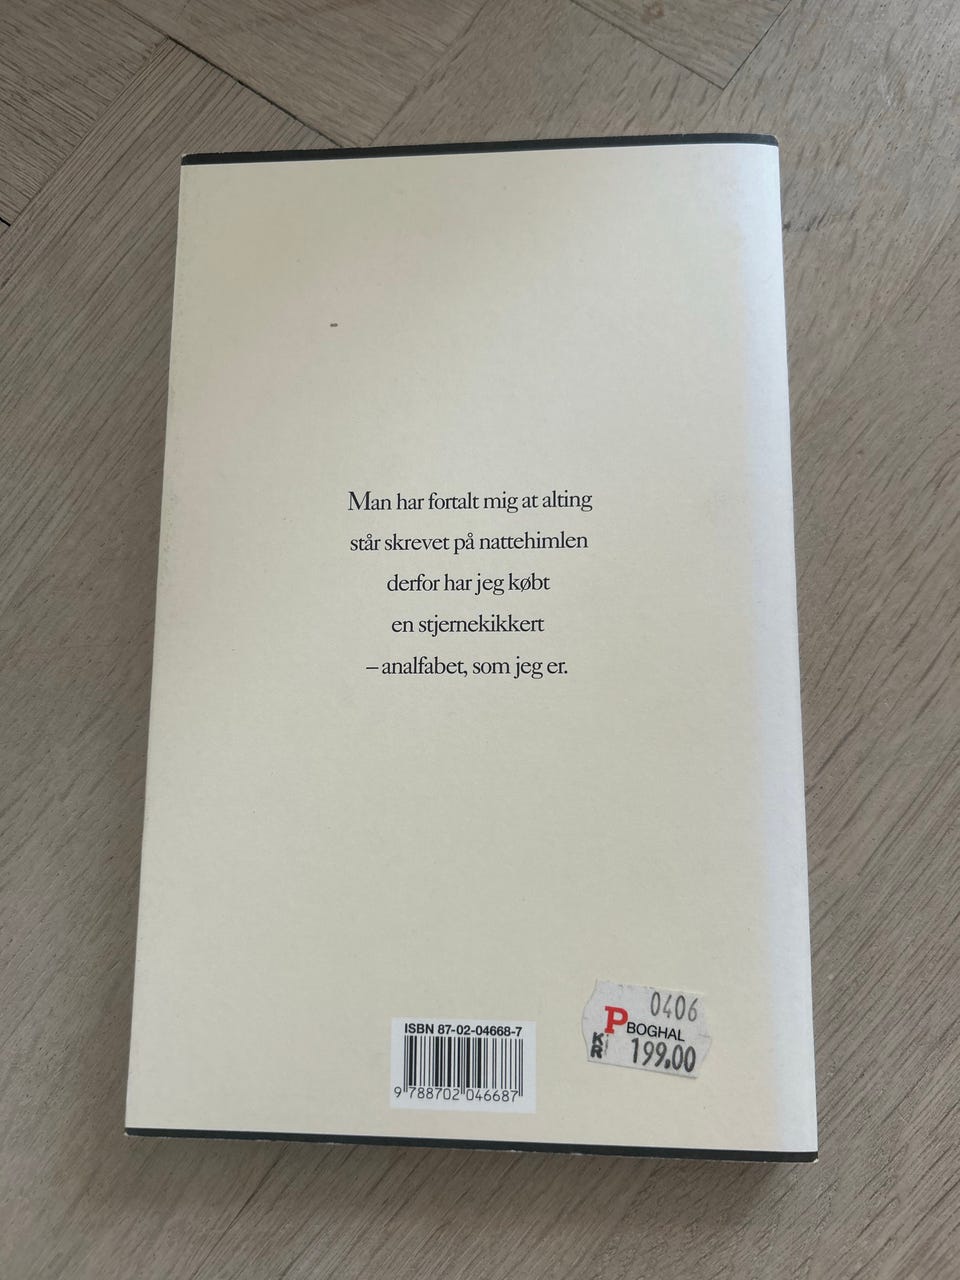 Man har fortalt mig at alting
står skrevet på nattehimlen
derfor har jeg købt
en stjernekikkert
– analfabet, som jeg er.
ISBN 87-02-04668-7
9 788702 046687
0406
P BOGHAL
KR 199.00